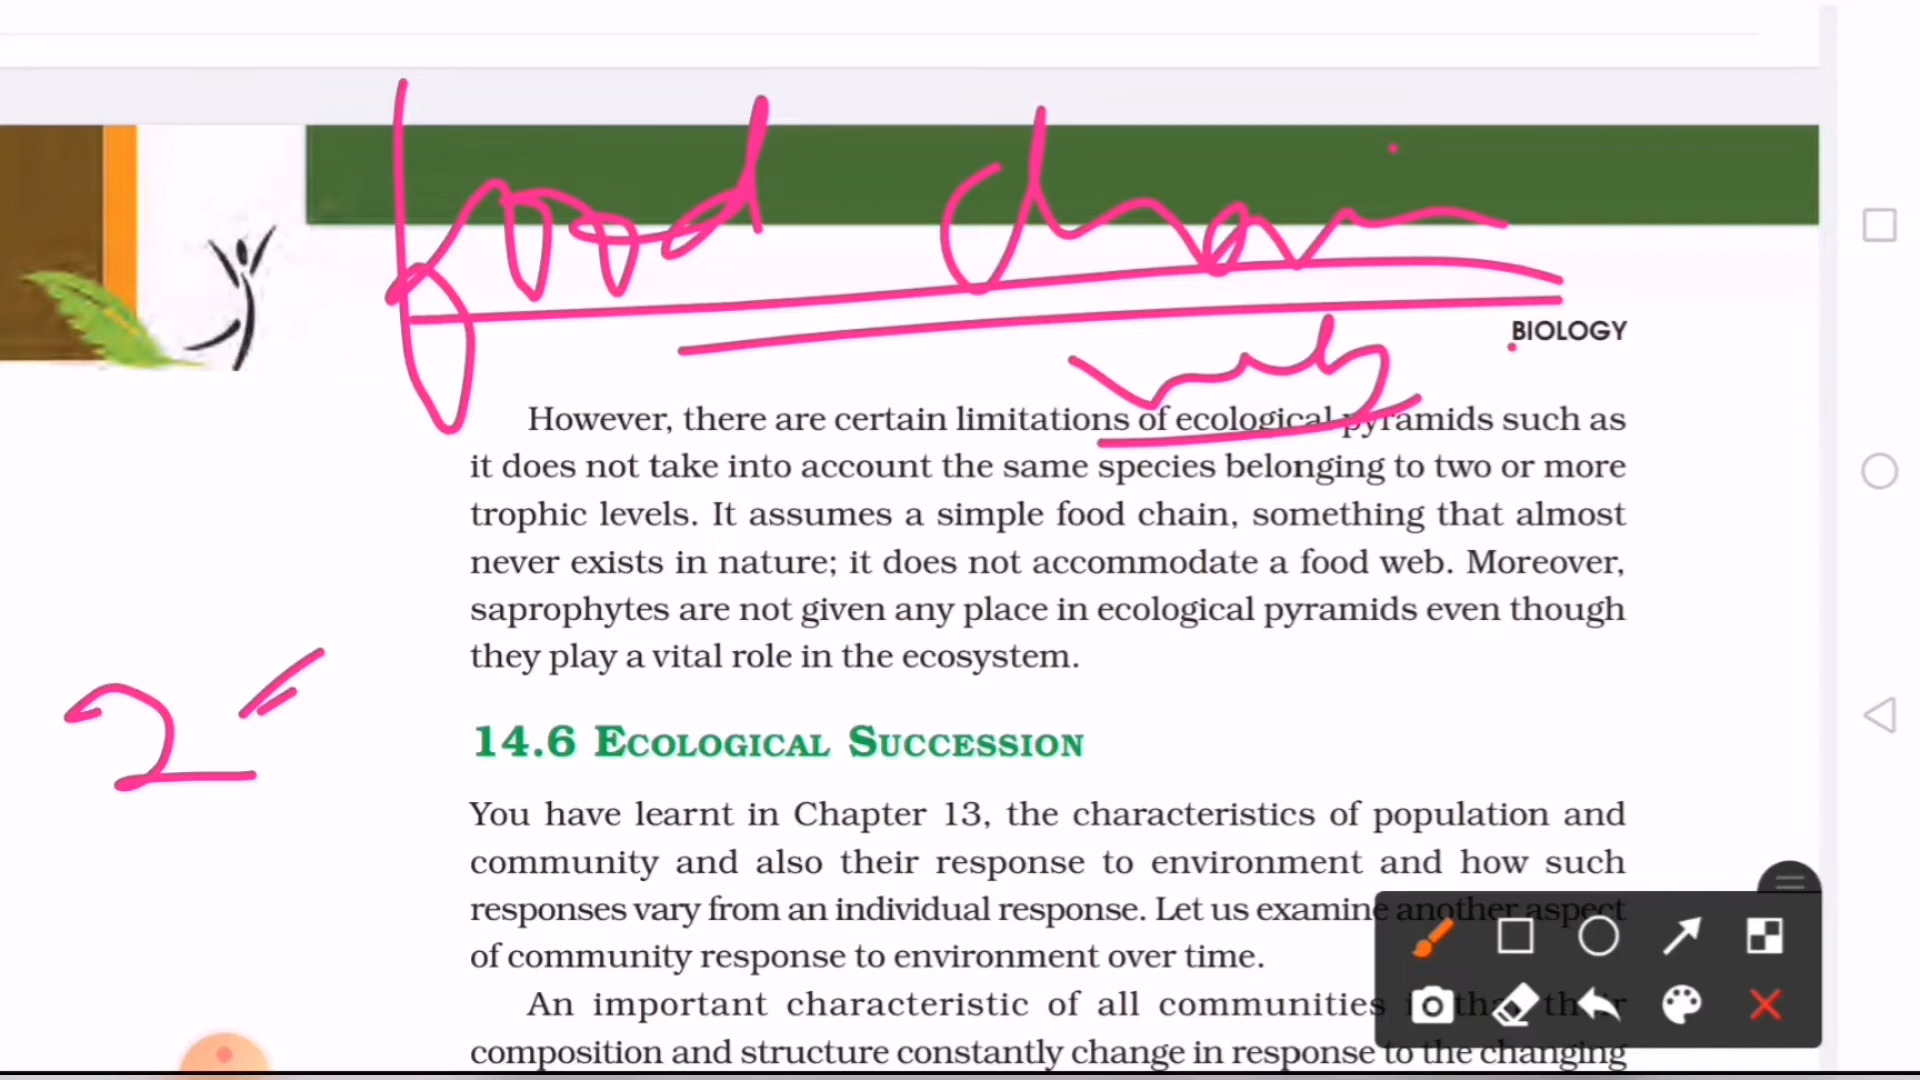 food chain
BIOLOGY
web
However, there are certain limitations of ecological pyramids such as
it does not take into account the same species belonging to two or more
trophic levels. It assumes a simple food chain, something that almost
never exists in nature; it does not accommodate a food web. Moreover,
saprophytes are not given any place in ecological pyramids even though
they play a vital role in the ecosystem.
2
14.6 ECOLOGICAL SUCCESSION
You have learnt in Chapter 13, the characteristics of population and
community and also their response to environment and how such
responses vary from an individual response. Let us examine another aspect
of community response to environment over time.
An important characteristic of all communities is that their
composition and structure constantly change in response to the changing